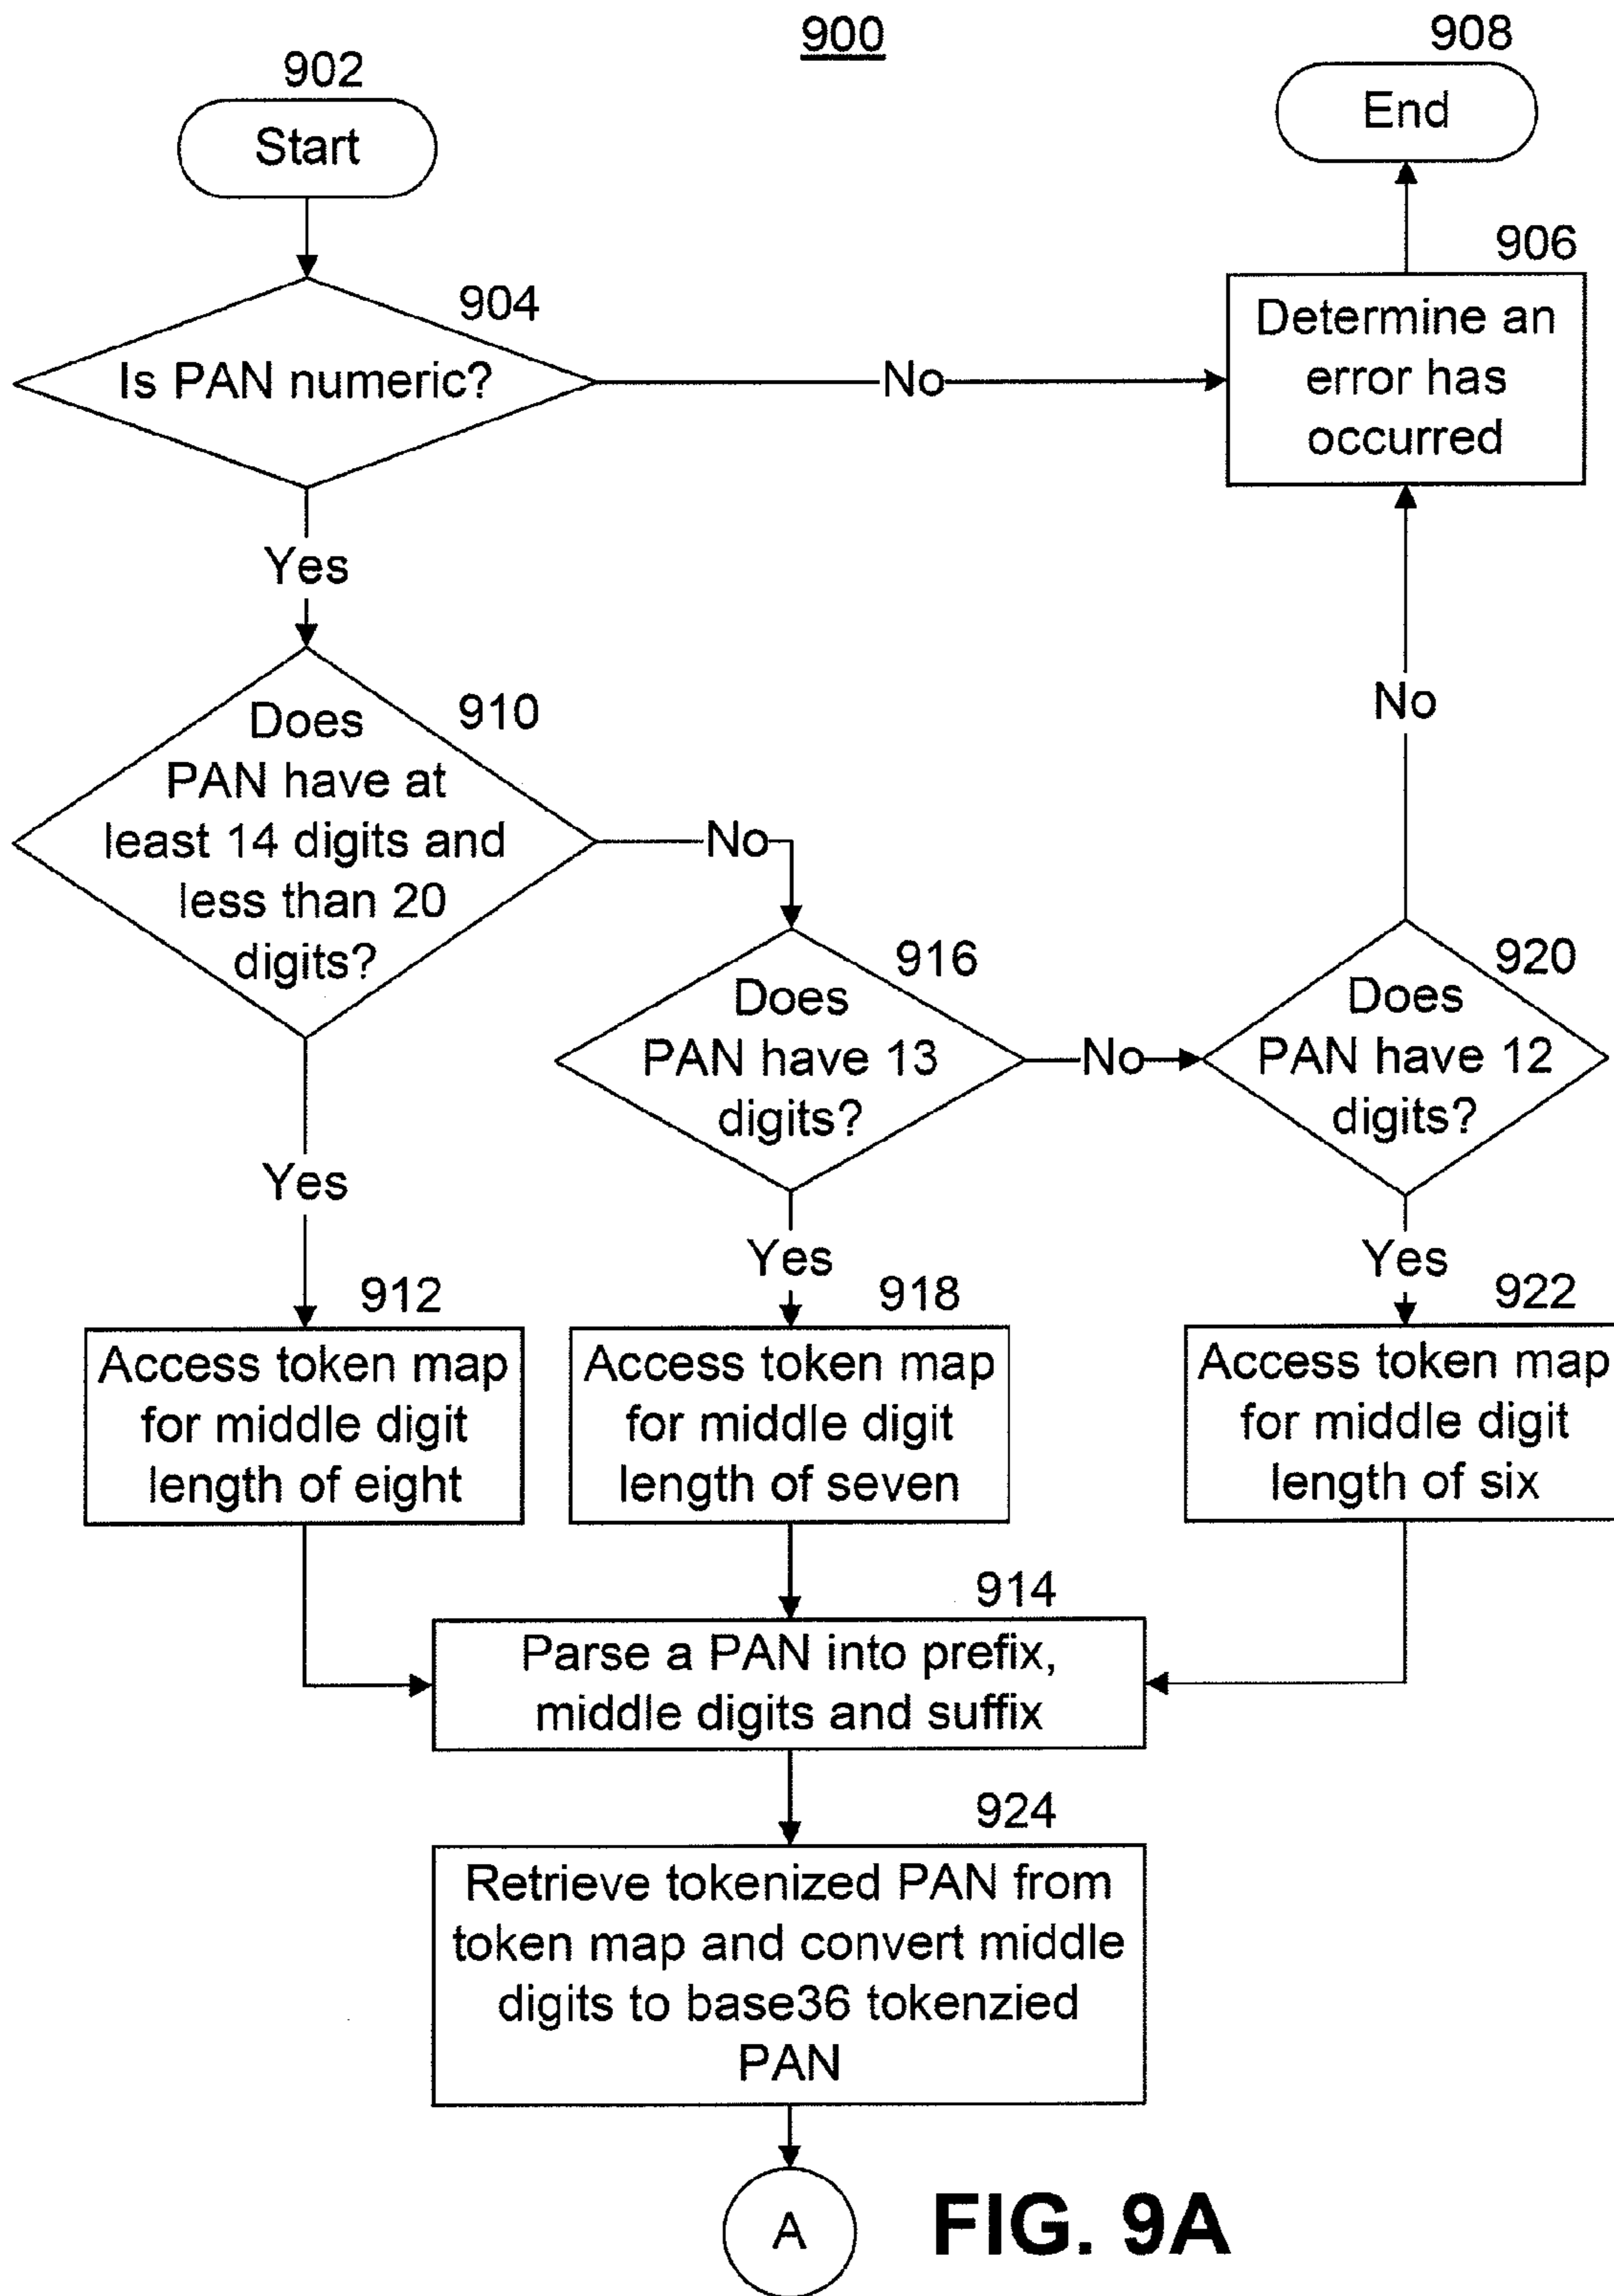 900
902
Start
908
End
904
Is PAN numeric?
No
906
Determine an
error has
occurred
Yes
910
Does
PAN have at
least 14 digits and
less than 20
digits?
No
916
Does
PAN have 13
digits?
No
920
Does
PAN have 12
digits?
No
Yes
Yes
Yes
912
Access token map
for middle digit
length of eight
918
Access token map
for middle digit
length of seven
922
Access token map
for middle digit
length of six
914
Parse a PAN into prefix,
middle digits and suffix
924
Retrieve tokenized PAN from
token map and convert middle
digits to base36 tokenzied
PAN
A
FIG. 9A